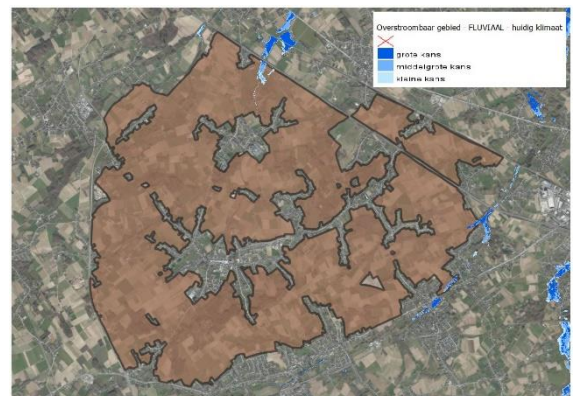 Overstroombaar gebied - FLUVIAAL - huidig klimaat
grote kans
middelgrote kans
kleine kans